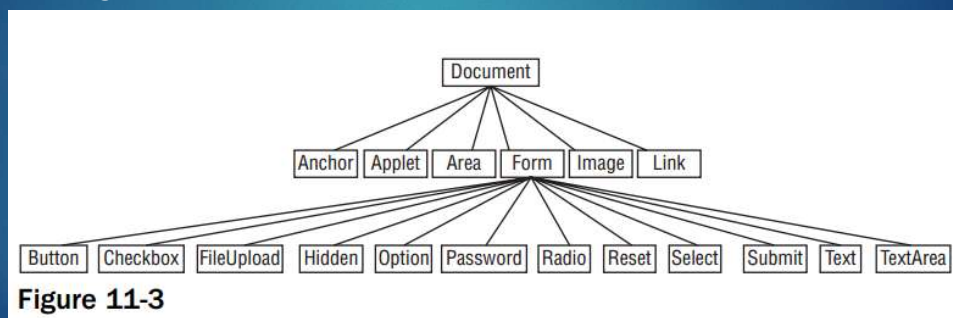 Document
Anchor Applet Area Form Image Link
Button Checkbox FileUpload Hidden Option Password Radio Reset Select Submit Text TextArea
Figure 11-3